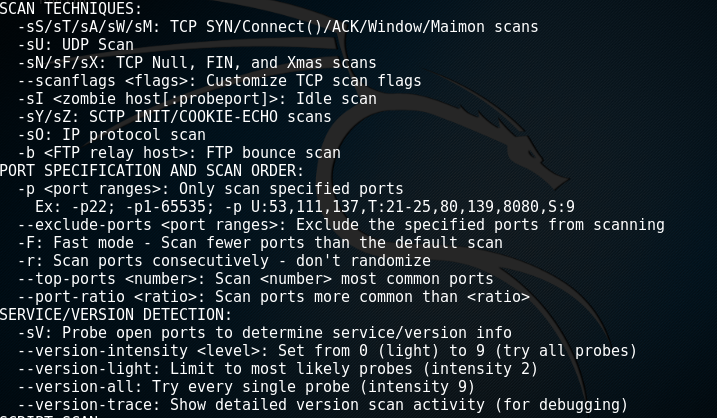 SCAN TECHNIQUES:
  -sS/sT/sA/sW/sM: TCP SYN/Connect()/ACK/Window/Maimon scans
  -sU: UDP Scan
  -sN/sF/sX: TCP Null, FIN, and Xmas scans
  --scanflags <flags>: Customize TCP scan flags
  -sI <zombie host[:probeport]>: Idle scan
  -sY/sZ: SCTP INIT/COOKIE-ECHO scans
  -sO: IP protocol scan
  -b <FTP relay host>: FTP bounce scan
PORT SPECIFICATION AND SCAN ORDER:
  -p <port ranges>: Only scan specified ports
    Ex: -p22; -p1-65535; -p U:53,111,137,T:21-25,80,139,8080,S:9
  --exclude-ports <port ranges>: Exclude the specified ports from scanning
  -F: Fast mode - Scan fewer ports than the default scan
  -r: Scan ports consecutively - don't randomize
  --top-ports <number>: Scan <number> most common ports
  --port-ratio <ratio>: Scan ports more common than <ratio>
SERVICE/VERSION DETECTION:
  -sV: Probe open ports to determine service/version info
  --version-intensity <level>: Set from 0 (light) to 9 (try all probes)
  --version-light: Limit to most likely probes (intensity 2)
  --version-all: Try every single probe (intensity 9)
  --version-trace: Show detailed version scan activity (for debugging)